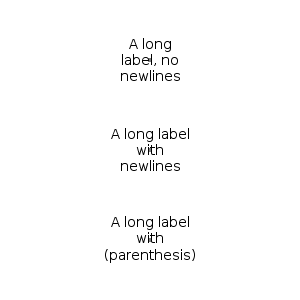 A long
label, no
newlines
A long label
with
newlines
A long label
with
(parenthesis)